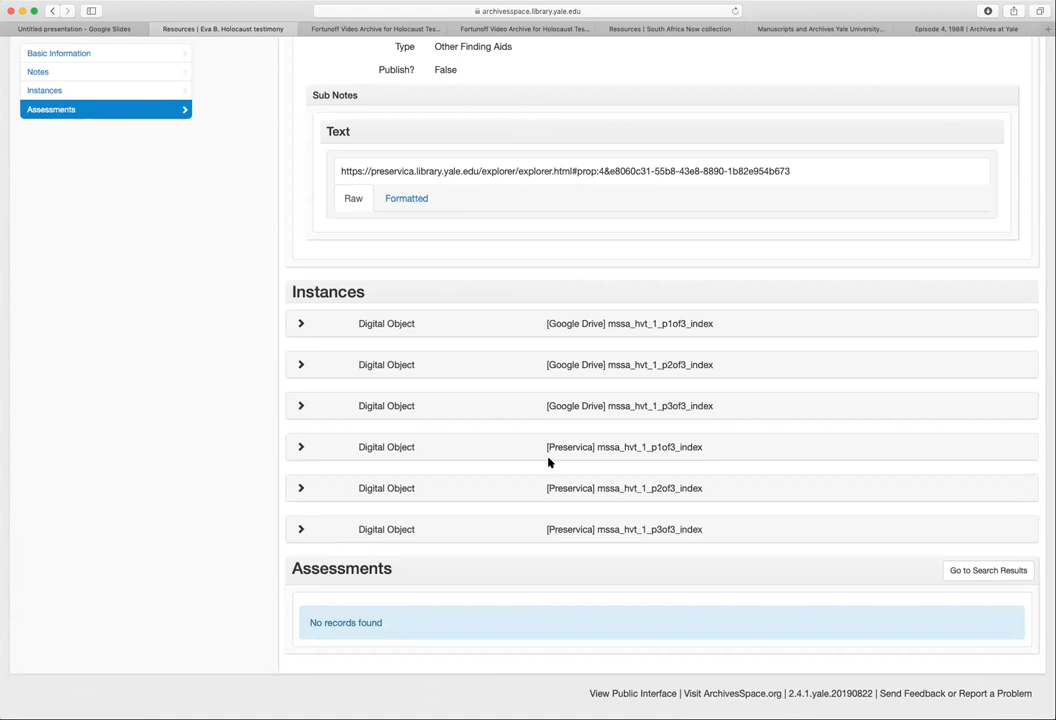 archivesspace.library.yale.edu
Untitled presentation – Google Slides
Resources | Eva B. Holocaust testimony
Fortunoff Video Archive for Holocaust Tes...
Fortunoff Video Archive for Holocaust Tes...
Resources | South Africa Now collection
Manuscripts and Archives Yale University...
Episode 4, 1988 | Archives at Yale
Basic Information
Notes
Instances
Assessments
Type Other Finding Aids
Publish? False
Sub Notes
Text
https://preservica.library.yale.edu/explorer/explorer.html#prop:4&e8060c31-55b8-43e8-8890-1b82e954b673
Raw Formatted
Instances
Digital Object [Google Drive] mssa_hvt_1_p1of3_index
Digital Object [Google Drive] mssa_hvt_1_p2of3_index
Digital Object [Google Drive] mssa_hvt_1_p3of3_index
Digital Object [Preservica] mssa_hvt_1_p1of3_index
Digital Object [Preservica] mssa_hvt_1_p2of3_index
Digital Object [Preservica] mssa_hvt_1_p3of3_index
Assessments
Go to Search Results
No records found
View Public Interface | Visit ArchivesSpace.org | 2.4.1.yale.20190822 | Send Feedback or Report a Problem